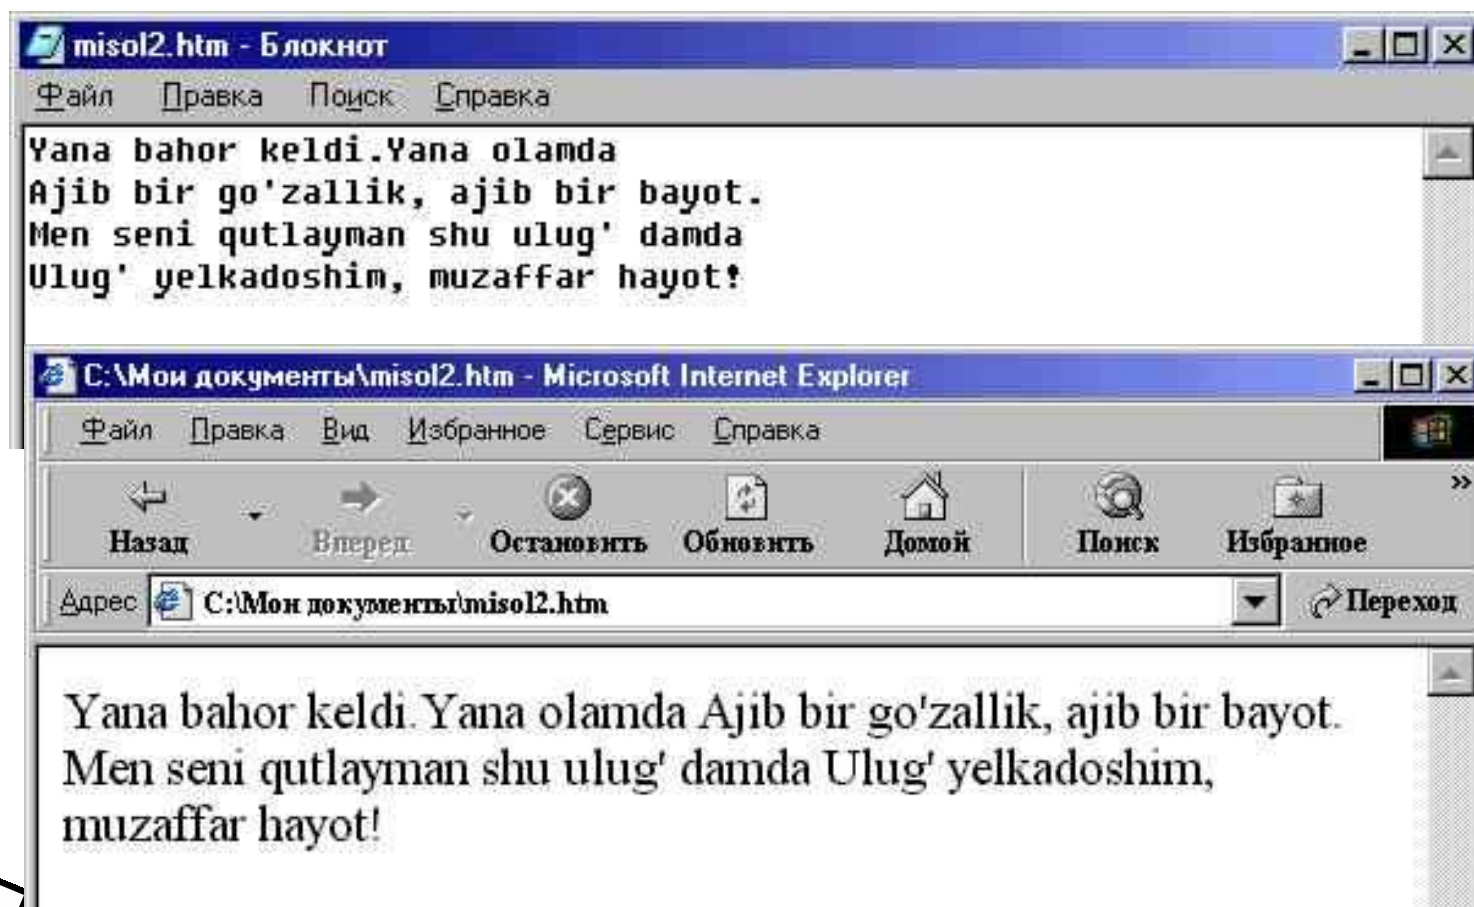 misol2.htm - Блокнот
Файл Правка Поиск Справка
Yana bahor keldi.Yana olamda
Ajib bir go'zallik, ajib bir bayot.
Men seni qutlayman shu ulug' damda
Ulug' yelkadoshim, muzaffar hayot!
C:\Мои документы\misol2.htm - Microsoft Internet Explorer
Файл Правка Вид Избранное Сервис Справка
Назад Вперед Остановить Обновить Домой Поиск Избранное »
Адрес C:\Мои документы\misol2.htm Переход
Yana bahor keldi.Yana olamda Ajib bir go'zallik, ajib bir bayot.
Men seni qutlayman shu ulug' damda Ulug' yelkadoshim,
muzaffar hayot!